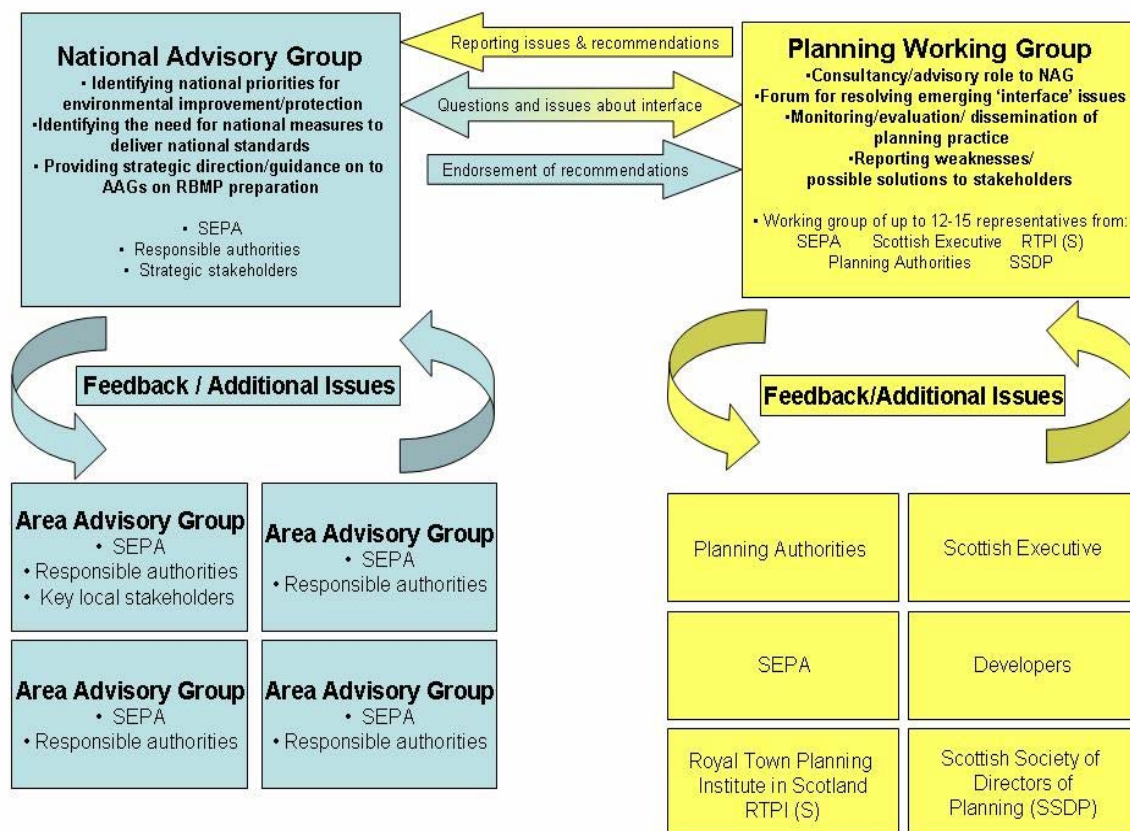 National Advisory Group
• Identifying national priorities for
environmental improvement/protection
•Identifying the need for national measures to
deliver national standards
• Providing strategic direction/guidance on to
AAGs on RBMP preparation
• SEPA
• Responsible authorities
• Strategic stakeholders
Reporting issues & recommendations
Questions and issues about interface
Endorsement of recommendations
Planning Working Group
•Consultancy/advisory role to NAG
• Forum for resolving emerging ‘interface’ issues
• Monitoring/evaluation/ dissemination of
planning practice
•Reporting weaknesses/
possible solutions to stakeholders
• Working group of up to 12-15 representatives from:
SEPA Scottish Executive RTPI (S)
Planning Authorities SSDP
Feedback / Additional Issues
Feedback/Additional Issues
Area Advisory Group
• SEPA
• Responsible authorities
• Key local stakeholders
Area Advisory Group
• SEPA
• Responsible authorities
Area Advisory Group
• SEPA
• Responsible authorities
Area Advisory Group
• SEPA
• Responsible authorities
Planning Authorities
Scottish Executive
SEPA
Developers
Royal Town Planning
Institute in Scotland
RTPI (S)
Scottish Society of
Directors of
Planning (SSDP)